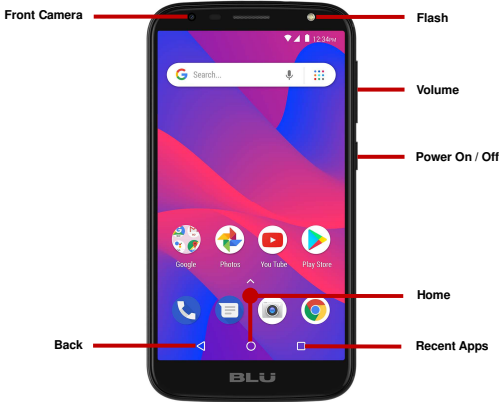 Front Camera
Flash
12:34PM
Search...
Volume
Power On / Off
Google
Photos
You Tube
Play Store
Home
Back
Recent Apps
BLU